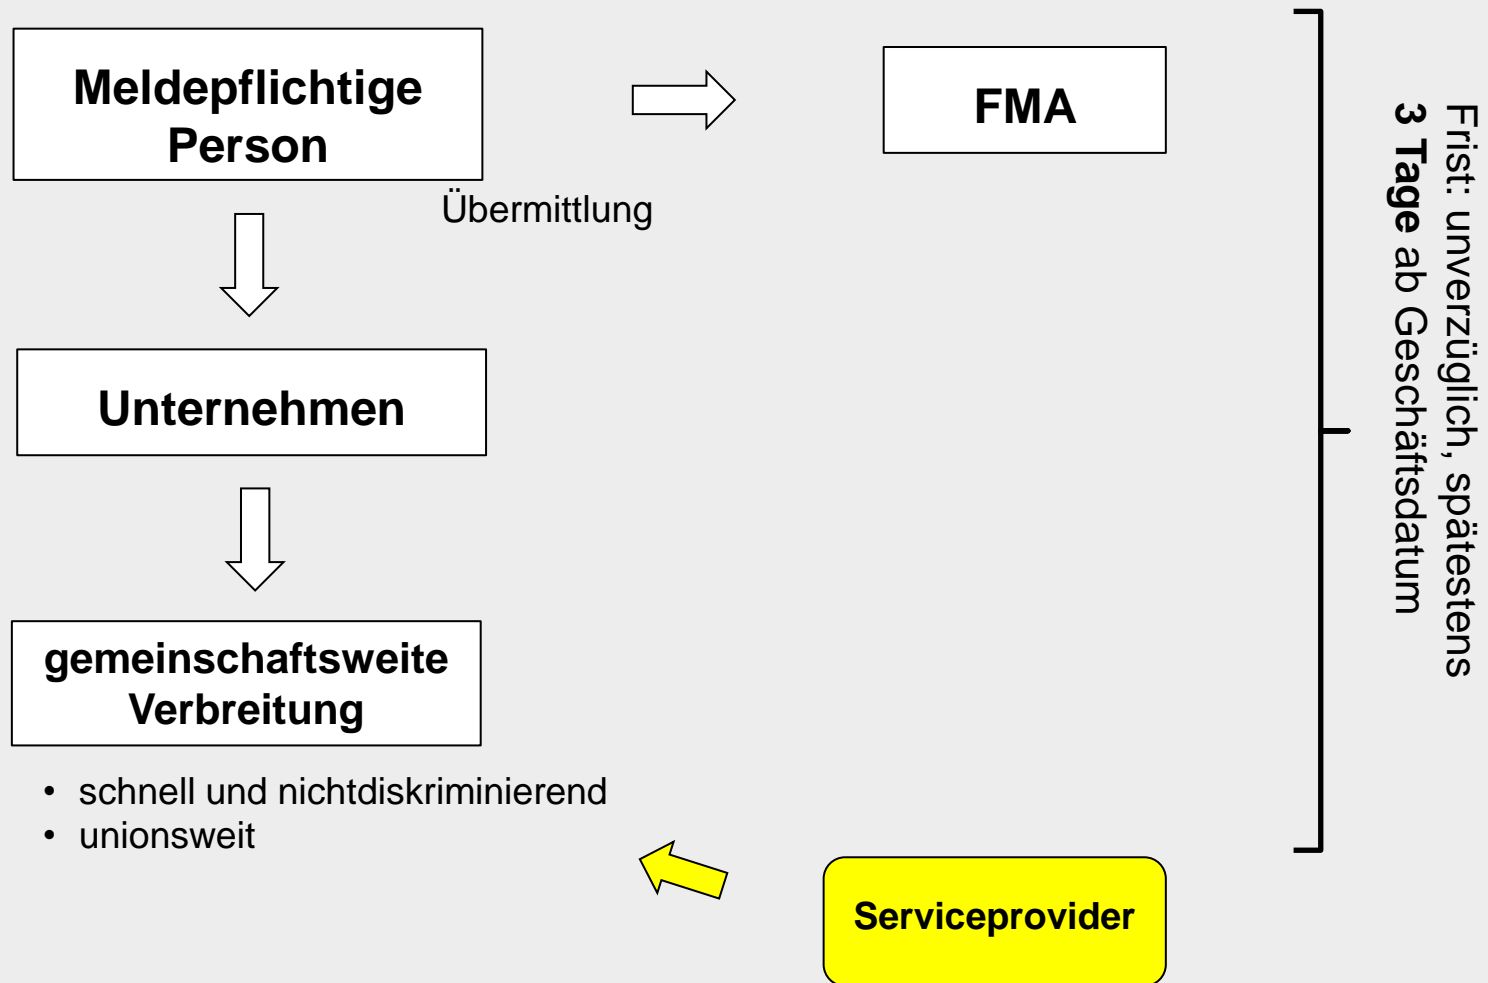 Meldepflichtige
Person
FMA
Übermittlung
Unternehmen
gemeinschaftsweite
Verbreitung
• schnell und nichtdiskriminierend
• unionsweit
Serviceprovider
Frist: unverzüglich, spätestens
3 Tage ab Geschäftsdatum